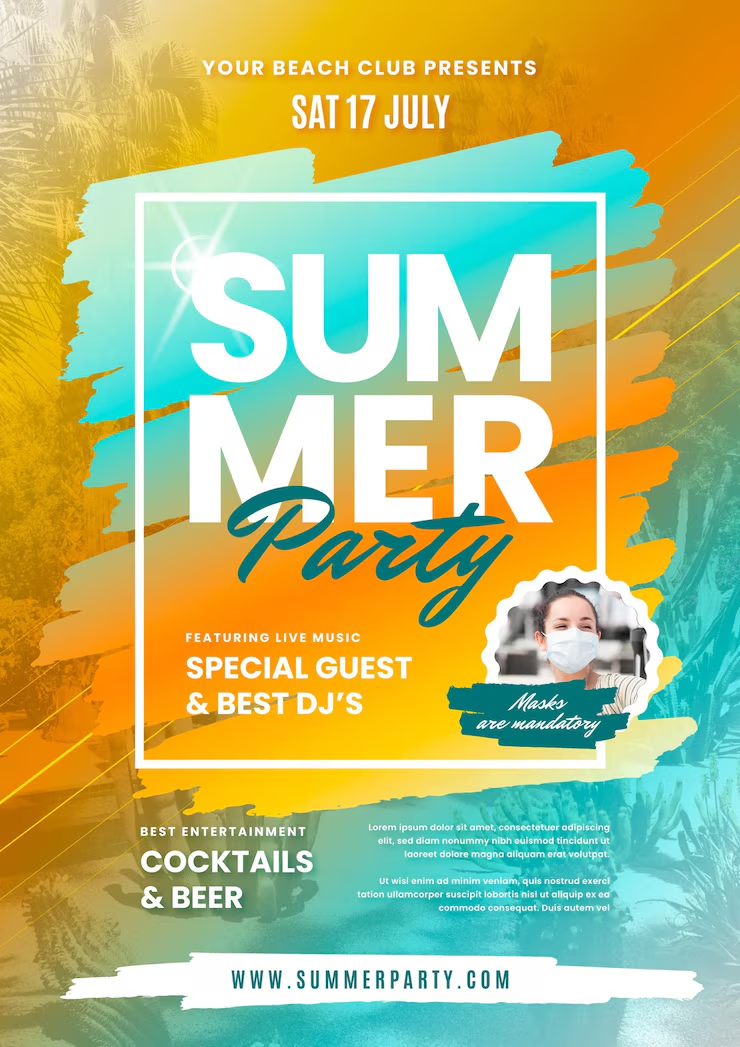 YOUR BEACH CLUB PRESENTS
SAT 17 JULY
SUM
MER
Party
FEATURING LIVE MUSIC
SPECIAL GUEST
& BEST DJ'S
Masks
are mandatory
BEST ENTERTAINMENT
COCKTAILS
& BEER
Lorem ipsum dolor sit amet, consectetuer adipiscing
elit, sed diam nonummy nibh euismod tincidunt ut
laoreet dolore magna aliquam erat volutpat.
Ut wisi enim ad minim veniam, quis nostrud exerci
tation ullamcorper suscipit lobortis nisl ut aliquip ex ea
commodo consequat. Duis autem vel
WWW.SUMMERPARTY.COM